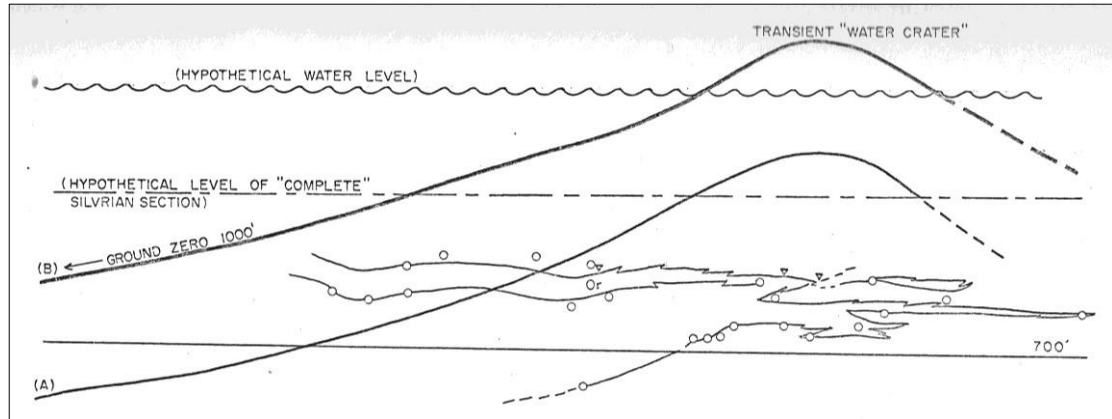 TRANSIENT "WATER CRATER"
(HYPOTHETICAL WATER LEVEL)
(HYPOTHETICAL LEVEL OF "COMPLETE"
SILVRIAN SECTION)
(B) ← GROUND ZERO 1000'
Or
700'
(A)